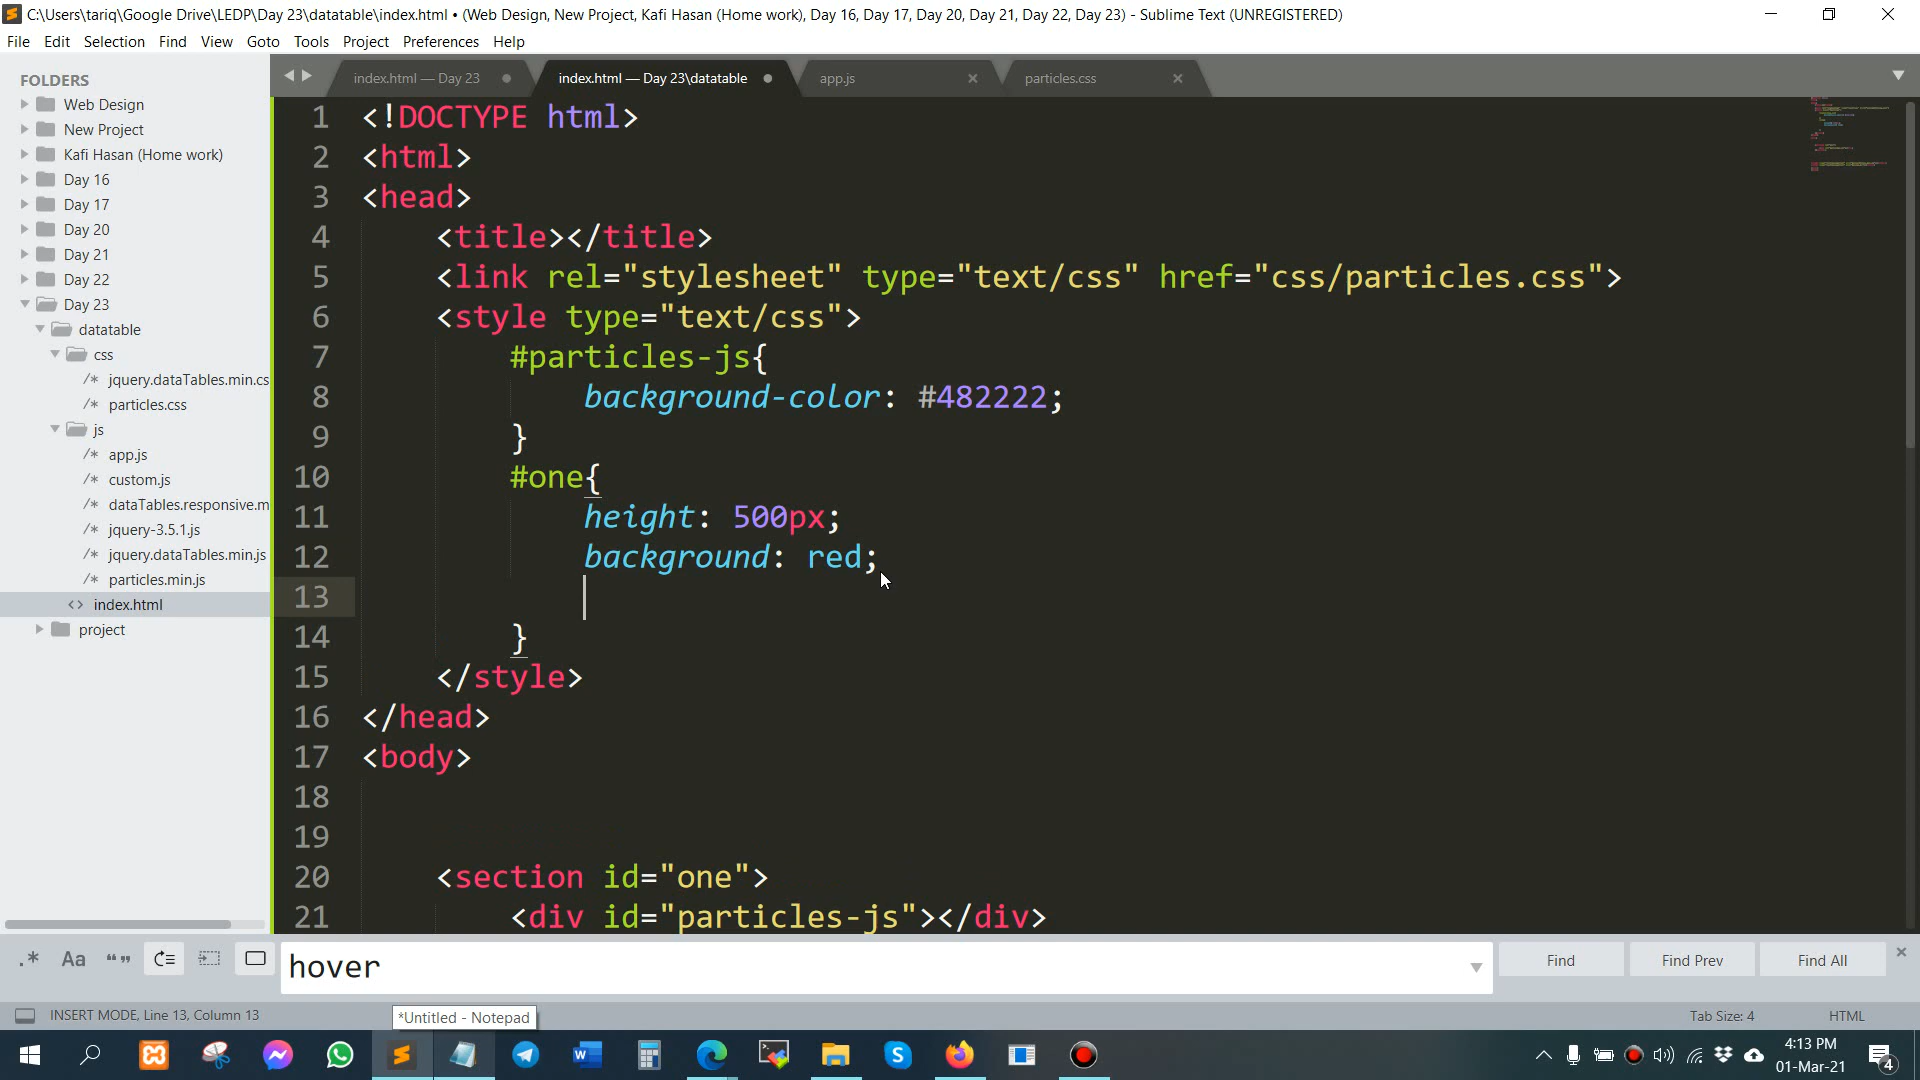 C:\Users\tariq\Google Drive\LEDP\Day 23\datatable\index.html • (Web Design, New Project, Kafi Hasan (Home work), Day 16, Day 17, Day 20, Day 21, Day 22, Day 23) - Sublime Text (UNREGISTERED)
File Edit Selection Find View Goto Tools Project Preferences Help
index.html — Day 23
index.html — Day 23\datatable
app.js
particles.css
FOLDERS
Web Design
New Project
Kafi Hasan (Home work)
Day 16
Day 17
Day 20
Day 21
Day 22
Day 23
datatable
css
/* jquery.dataTables.min.cs
/* particles.css
js
/* app.js
/* custom.js
/* dataTables.responsive.m
/* jquery-3.5.1.js
/* jquery.dataTables.min.js
/* particles.min.js
<> index.html
project
1 <!DOCTYPE html>
2 <html>
3 <head>
4 <title></title>
5 <link rel="stylesheet" type="text/css" href="css/particles.css">
6 <style type="text/css">
7 #particles-js{
8 background-color: #482222;
9 }
10 #one{
11 height: 500px;
12 background: red;
13
14 }
15 </style>
16 </head>
17 <body>
18
19
20 <section id="one">
21 <div id="particles-js"></div>
.* Aa “” hover Find Find Prev Find All
INSERT MODE, Line 13, Column 13
*Untitled - Notepad
Tab Size: 4
HTML
4:13 PM
01-Mar-21
4